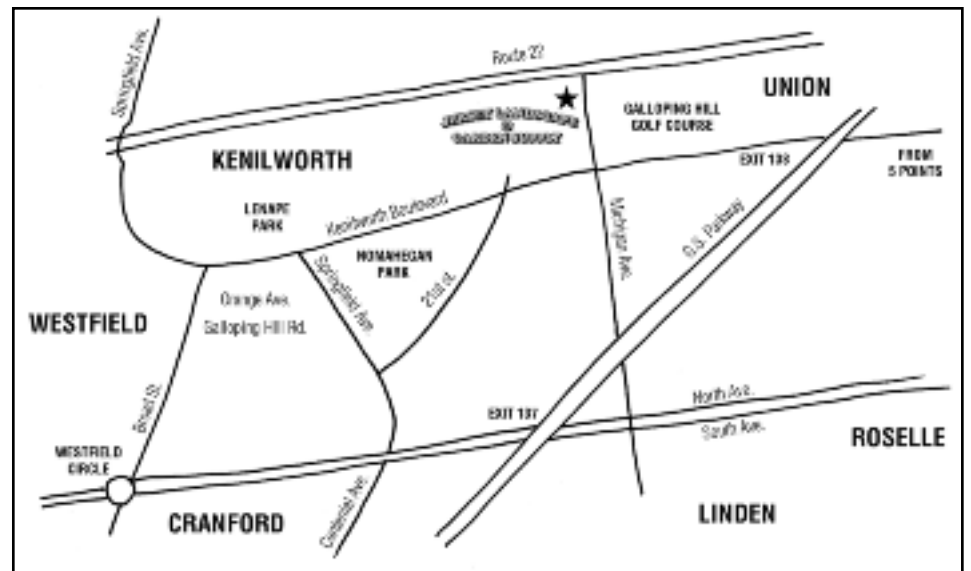 Springfield Ave.
Route 22
UNION
GALLOPING HILL
GOLF COURSE
KENILWORTH
EXIT 138
FROM
5 POINTS
LENAPE
PARK
Kenilworth Boulevard
NOMAHEGAN
PARK
Michigan Ave.
G.S. Parkway
Springfield Ave.
21st st.
Orange Ave.
Galloping Hill Rd.
WESTFIELD
Broad St.
EXIT 137
North Ave.
South Ave.
ROSELLE
WESTFIELD
CIRCLE
CRANFORD
LINDEN